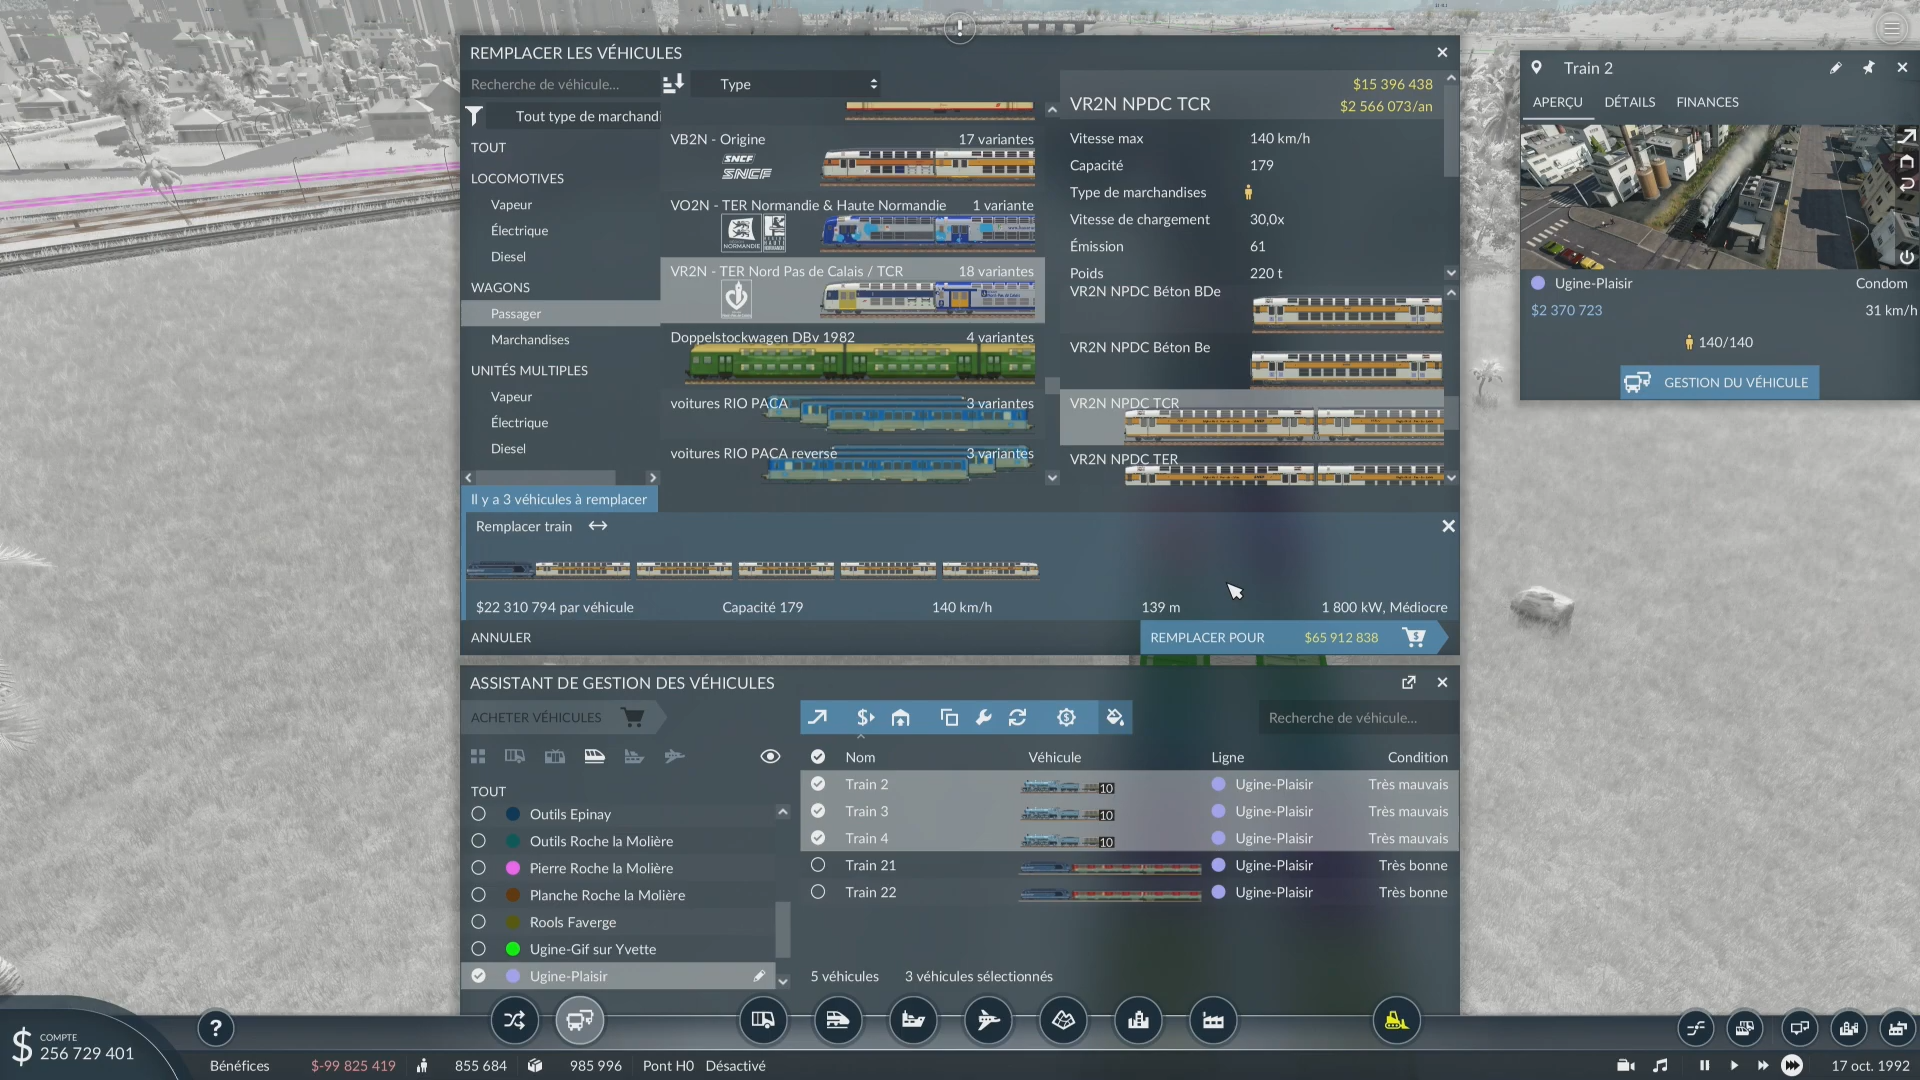 REMPLACER LES VÉHICULES
Recherche de véhicule...
Type
Tout type de marchandi
TOUT
LOCOMOTIVES
Vapeur
Électrique
Diesel
WAGONS
Passager
Marchandises
UNITÉS MULTIPLES
Vapeur
Électrique
Diesel
VB2N - Origine
17 variantes
SNCF
SNCF
VO2N - TER Normandie & Haute Normandie
1 variante
NORMANDIE
VR2N - TER Nord Pas de Calais / TCR
18 variantes
Doppelstockwagen DBv 1982
4 variantes
voitures RIO PACA
3 variantes
voitures RIO PACA reverse
3 variantes
$15 396 438
VR2N NPDC TCR
$2 566 073/an
Vitesse max
140 km/h
Capacité
179
Type de marchandises
Vitesse de chargement
30,0x
Émission
61
Poids
220 t
VR2N NPDC Béton BDe
VR2N NPDC Béton Be
VR2N NPDC TCR
VR2N NPDC TER
Il y a 3 véhicules à remplacer
Remplacer train
$22 310 794 par véhicule
Capacité 179
140 km/h
139 m
1 800 kW, Médiocre
ANNULER
REMPLACER POUR
$65 912 838
Train 2
APERÇU
DÉTAILS
FINANCES
Ugine-Plaisir
Condom
$2 370 723
31 km/h
140/140
GESTION DU VÉHICULE
ASSISTANT DE GESTION DES VÉHICULES
ACHETER VÉHICULES
Recherche de véhicule...
TOUT
Outils Epinay
Outils Roche la Molière
Pierre Roche la Molière
Planche Roche la Molière
Rools Faverge
Ugine-Gif sur Yvette
Ugine-Plaisir
Nom
Véhicule
Ligne
Condition
Train 2
10
Ugine-Plaisir
Très mauvais
Train 3
10
Ugine-Plaisir
Très mauvais
Train 4
10
Ugine-Plaisir
Très mauvais
Train 21
Ugine-Plaisir
Très bonne
Train 22
Ugine-Plaisir
Très bonne
5 véhicules
3 véhicules sélectionnés
$
COMPTE
256 729 401
?
Bénéfices
$-99 825 419
855 684
985 996
Pont H0
Désactivé
17 oct. 1992